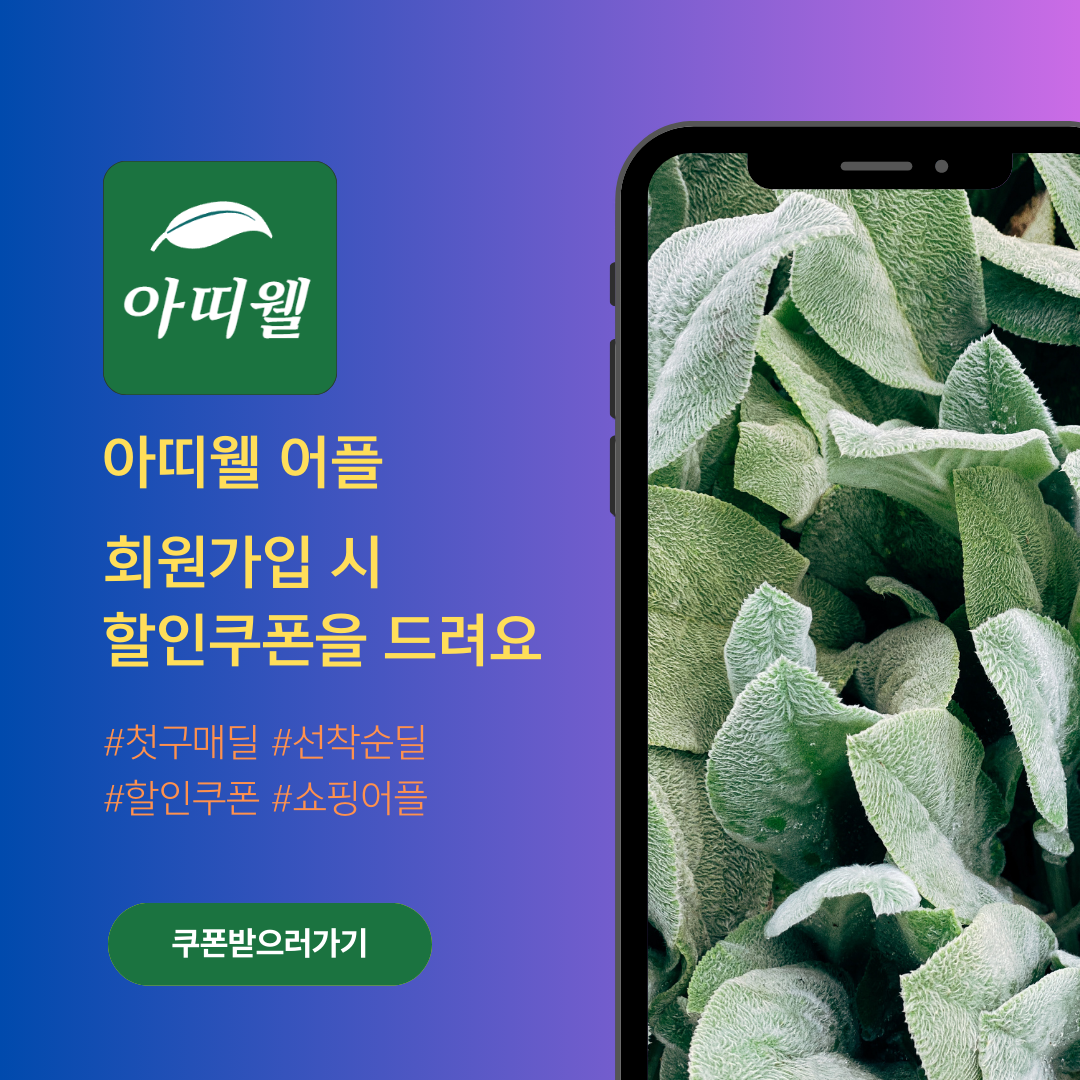 아띠웰
아띠웰 어플
회원가입 시
할인쿠폰을 드려요
#첫구매딜 #선착순딜
#할인쿠폰 #쇼핑어플
쿠폰받으러가기